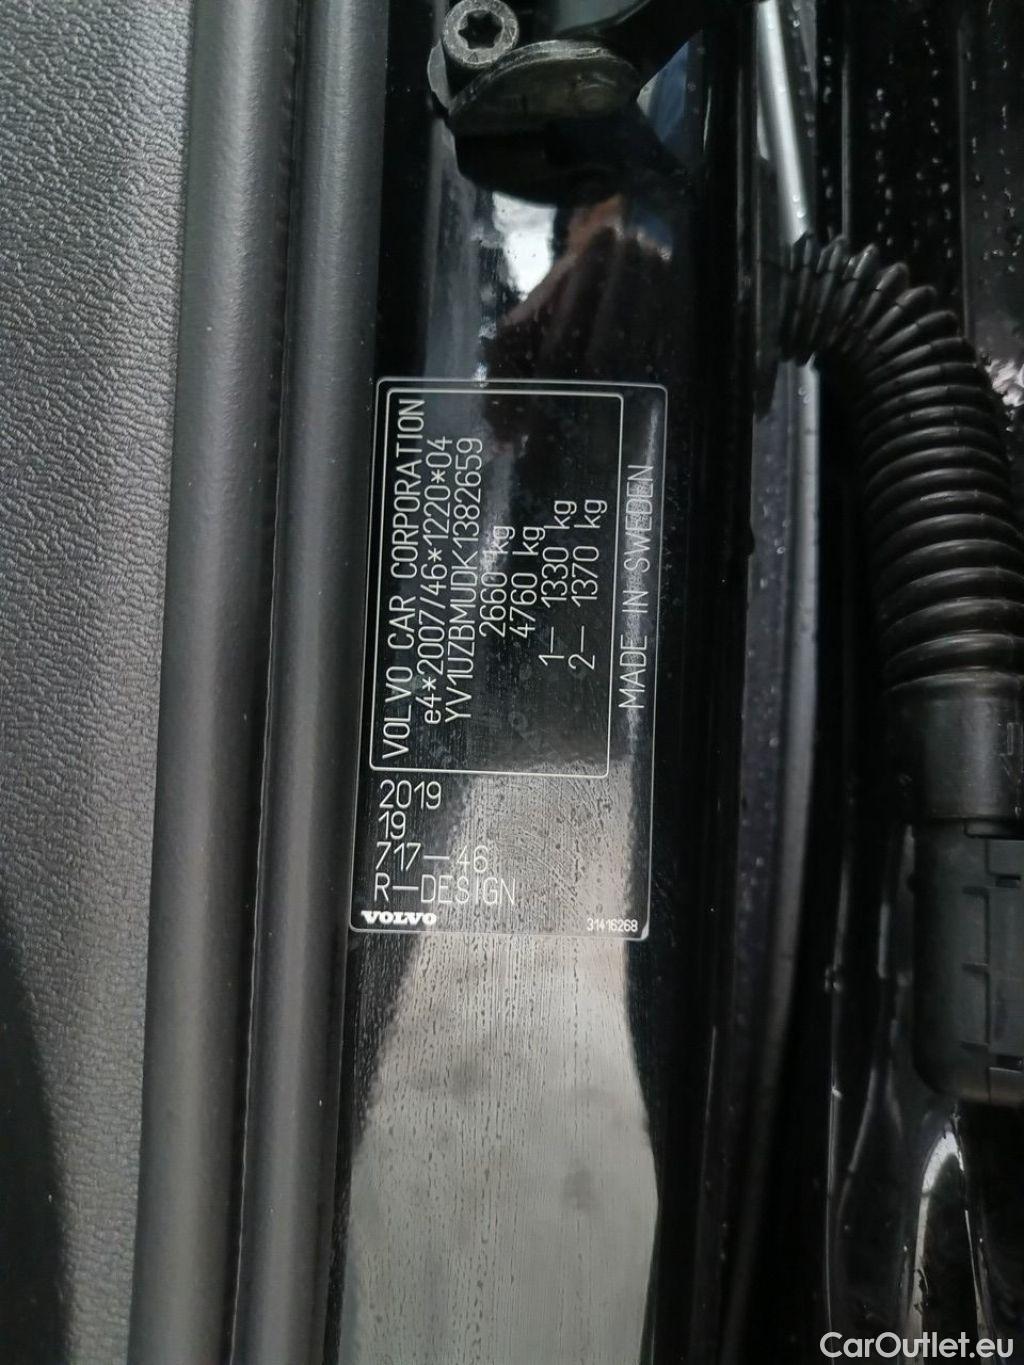 VOLVO CAR CORPORATION
e4*2007/46*1220*04
YV1UZBMUDK1382659
2660 kg
4760 kg
1— 1330 kg
2— 1370 kg
MADE IN SWEDEN
2019
19
717—46
R—DESIGN
VOLVO
31416268
CarOutlet.eu